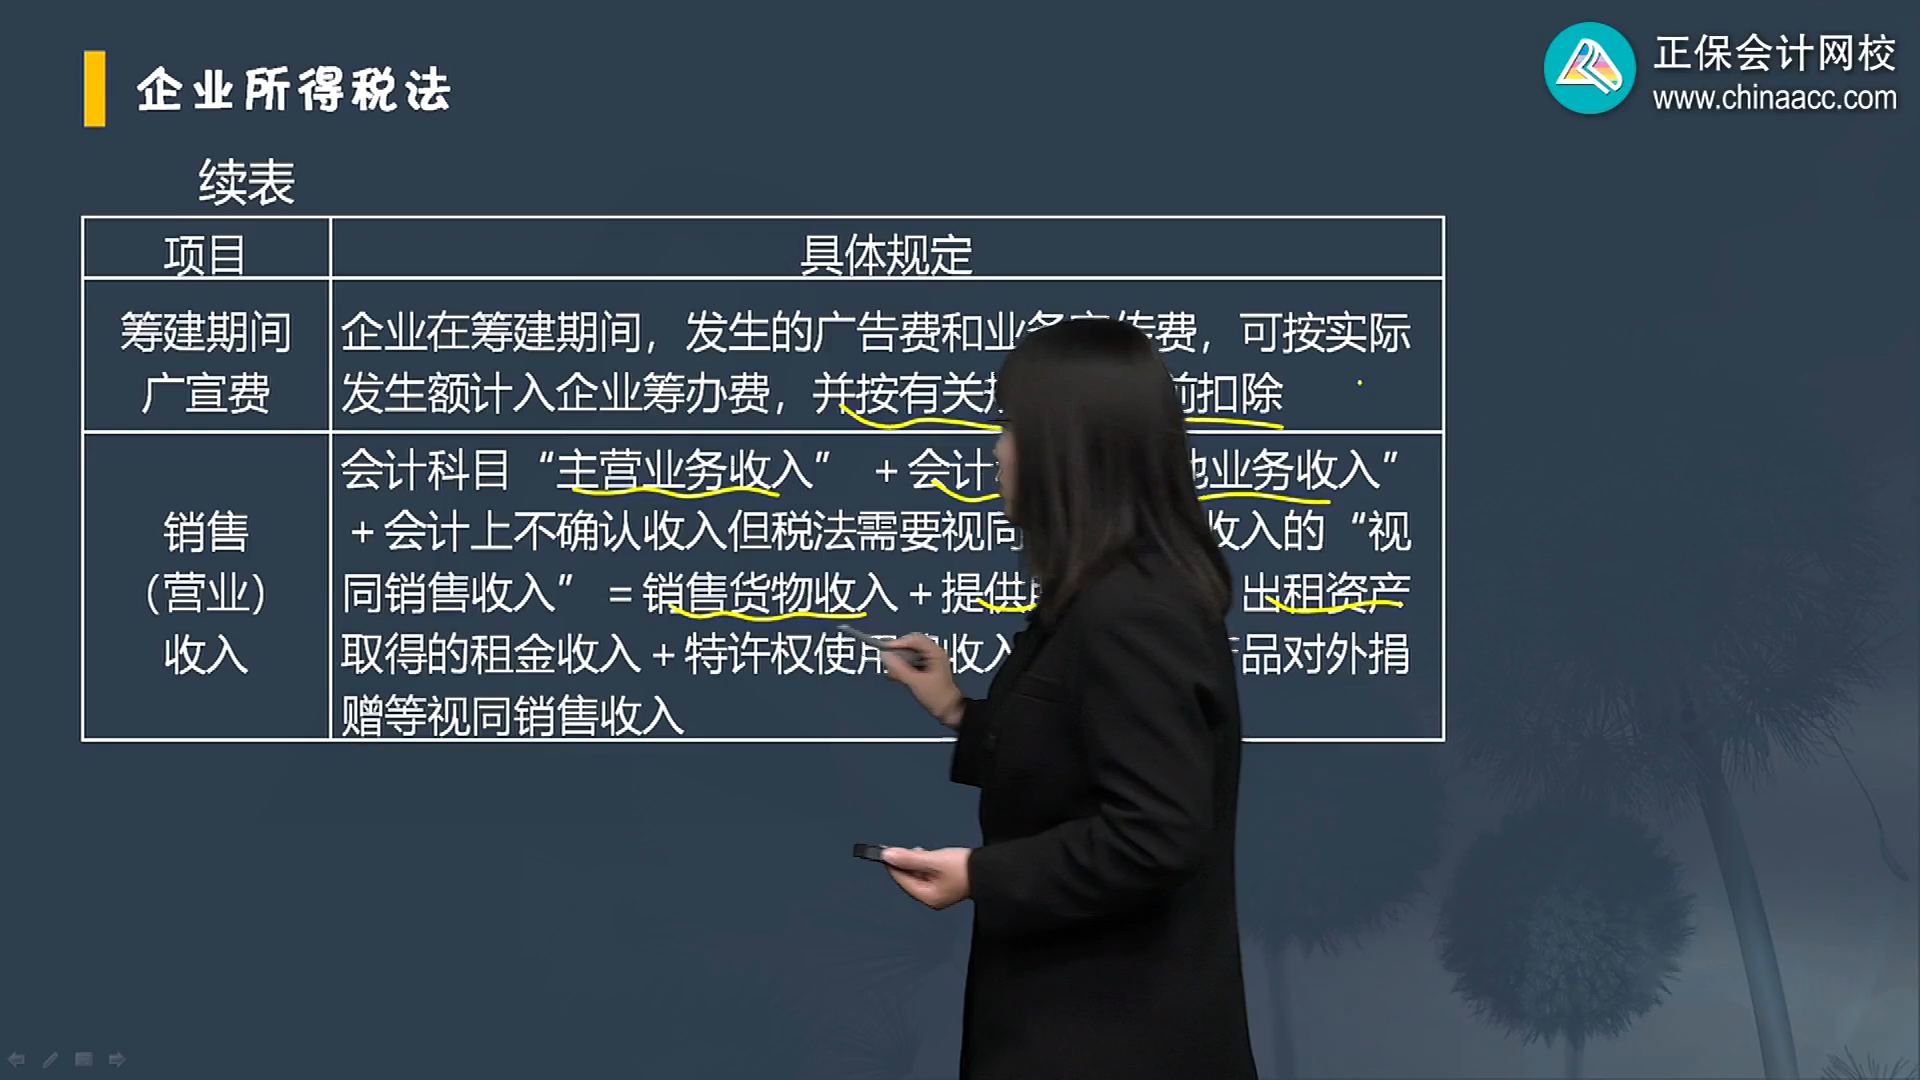 企业所得税法
正保会计网校
www.chinaacc.com
续表
项目
具体规定
筹建期间
广宣费
企业在筹建期间，发生的广告费和业 费，可按实际
发生额计入企业筹办费，并按有关 前扣除
销售
（营业）
收入
会计科目“主营业务收入” ＋会计 业务收入”
＋会计上不确认收入但税法需要视同 收入的“视
同销售收入”＝销售货物收入＋提供 出租资产
取得的租金收入＋特许权使用 收入 品对外捐
赠等视同销售收入